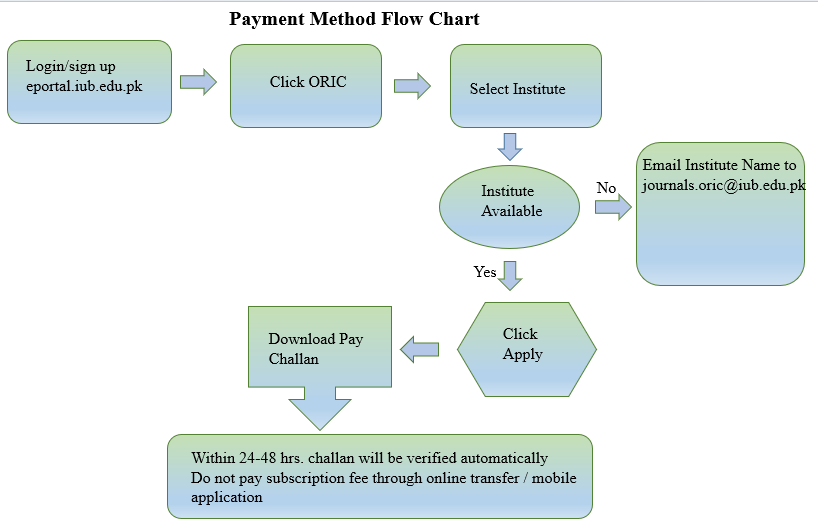 Payment Method Flow Chart
Login/sign up
eportal.iub.edu.pk
Click ORIC
Select Institute
Institute
Available
No
Email Institute Name to
journals.oric@iub.edu.pk
Yes
Click
Apply
Download Pay
Challan
Within 24-48 hrs. challan will be verified automatically
Do not pay subscription fee through online transfer / mobile
application